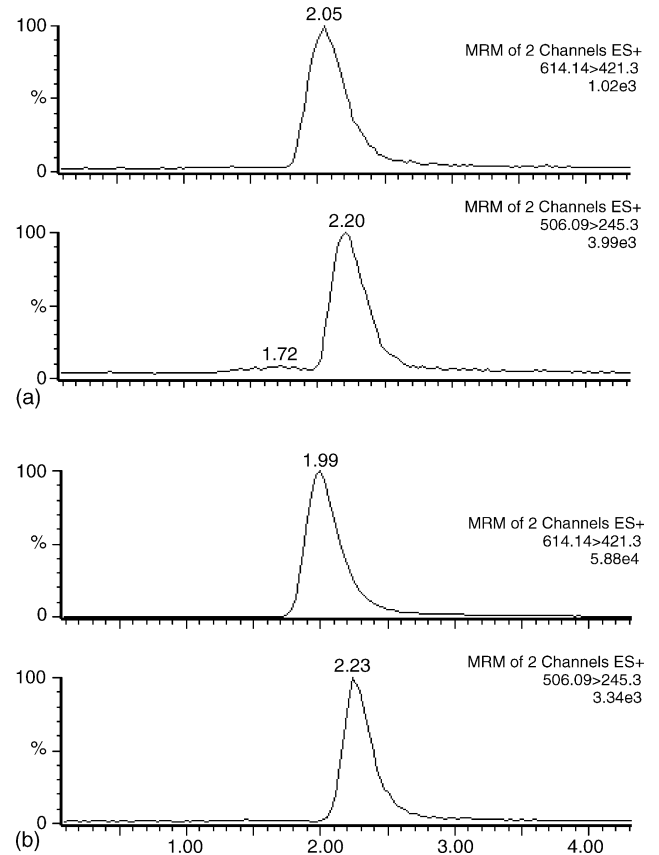 2.05
100
%
0
MRM of 2 Channels ES+
614.14>421.3
1.02e3
2.20
100
%
1.72
0
MRM of 2 Channels ES+
506.09>245.3
3.99e3
(a)
1.99
100
%
0
MRM of 2 Channels ES+
614.14>421.3
5.88e4
2.23
100
%
0
MRM of 2 Channels ES+
506.09>245.3
3.34e3
(b)
1.00 2.00 3.00 4.00